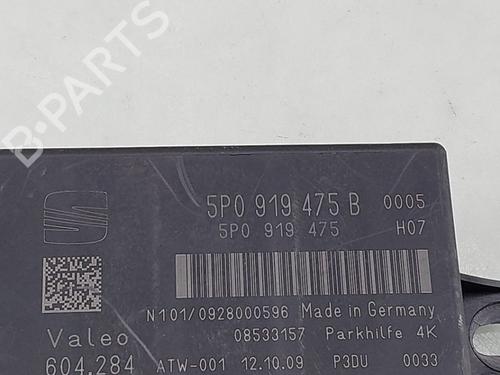 B-PARTS
5P0 919 475 B 0005
5P0 919 475 H07
N101/0928000596 Made in Germany
Valeo 08533157 Parkhilfe 4K
604.284 ATW-001 12.10.09 P3DU 0033